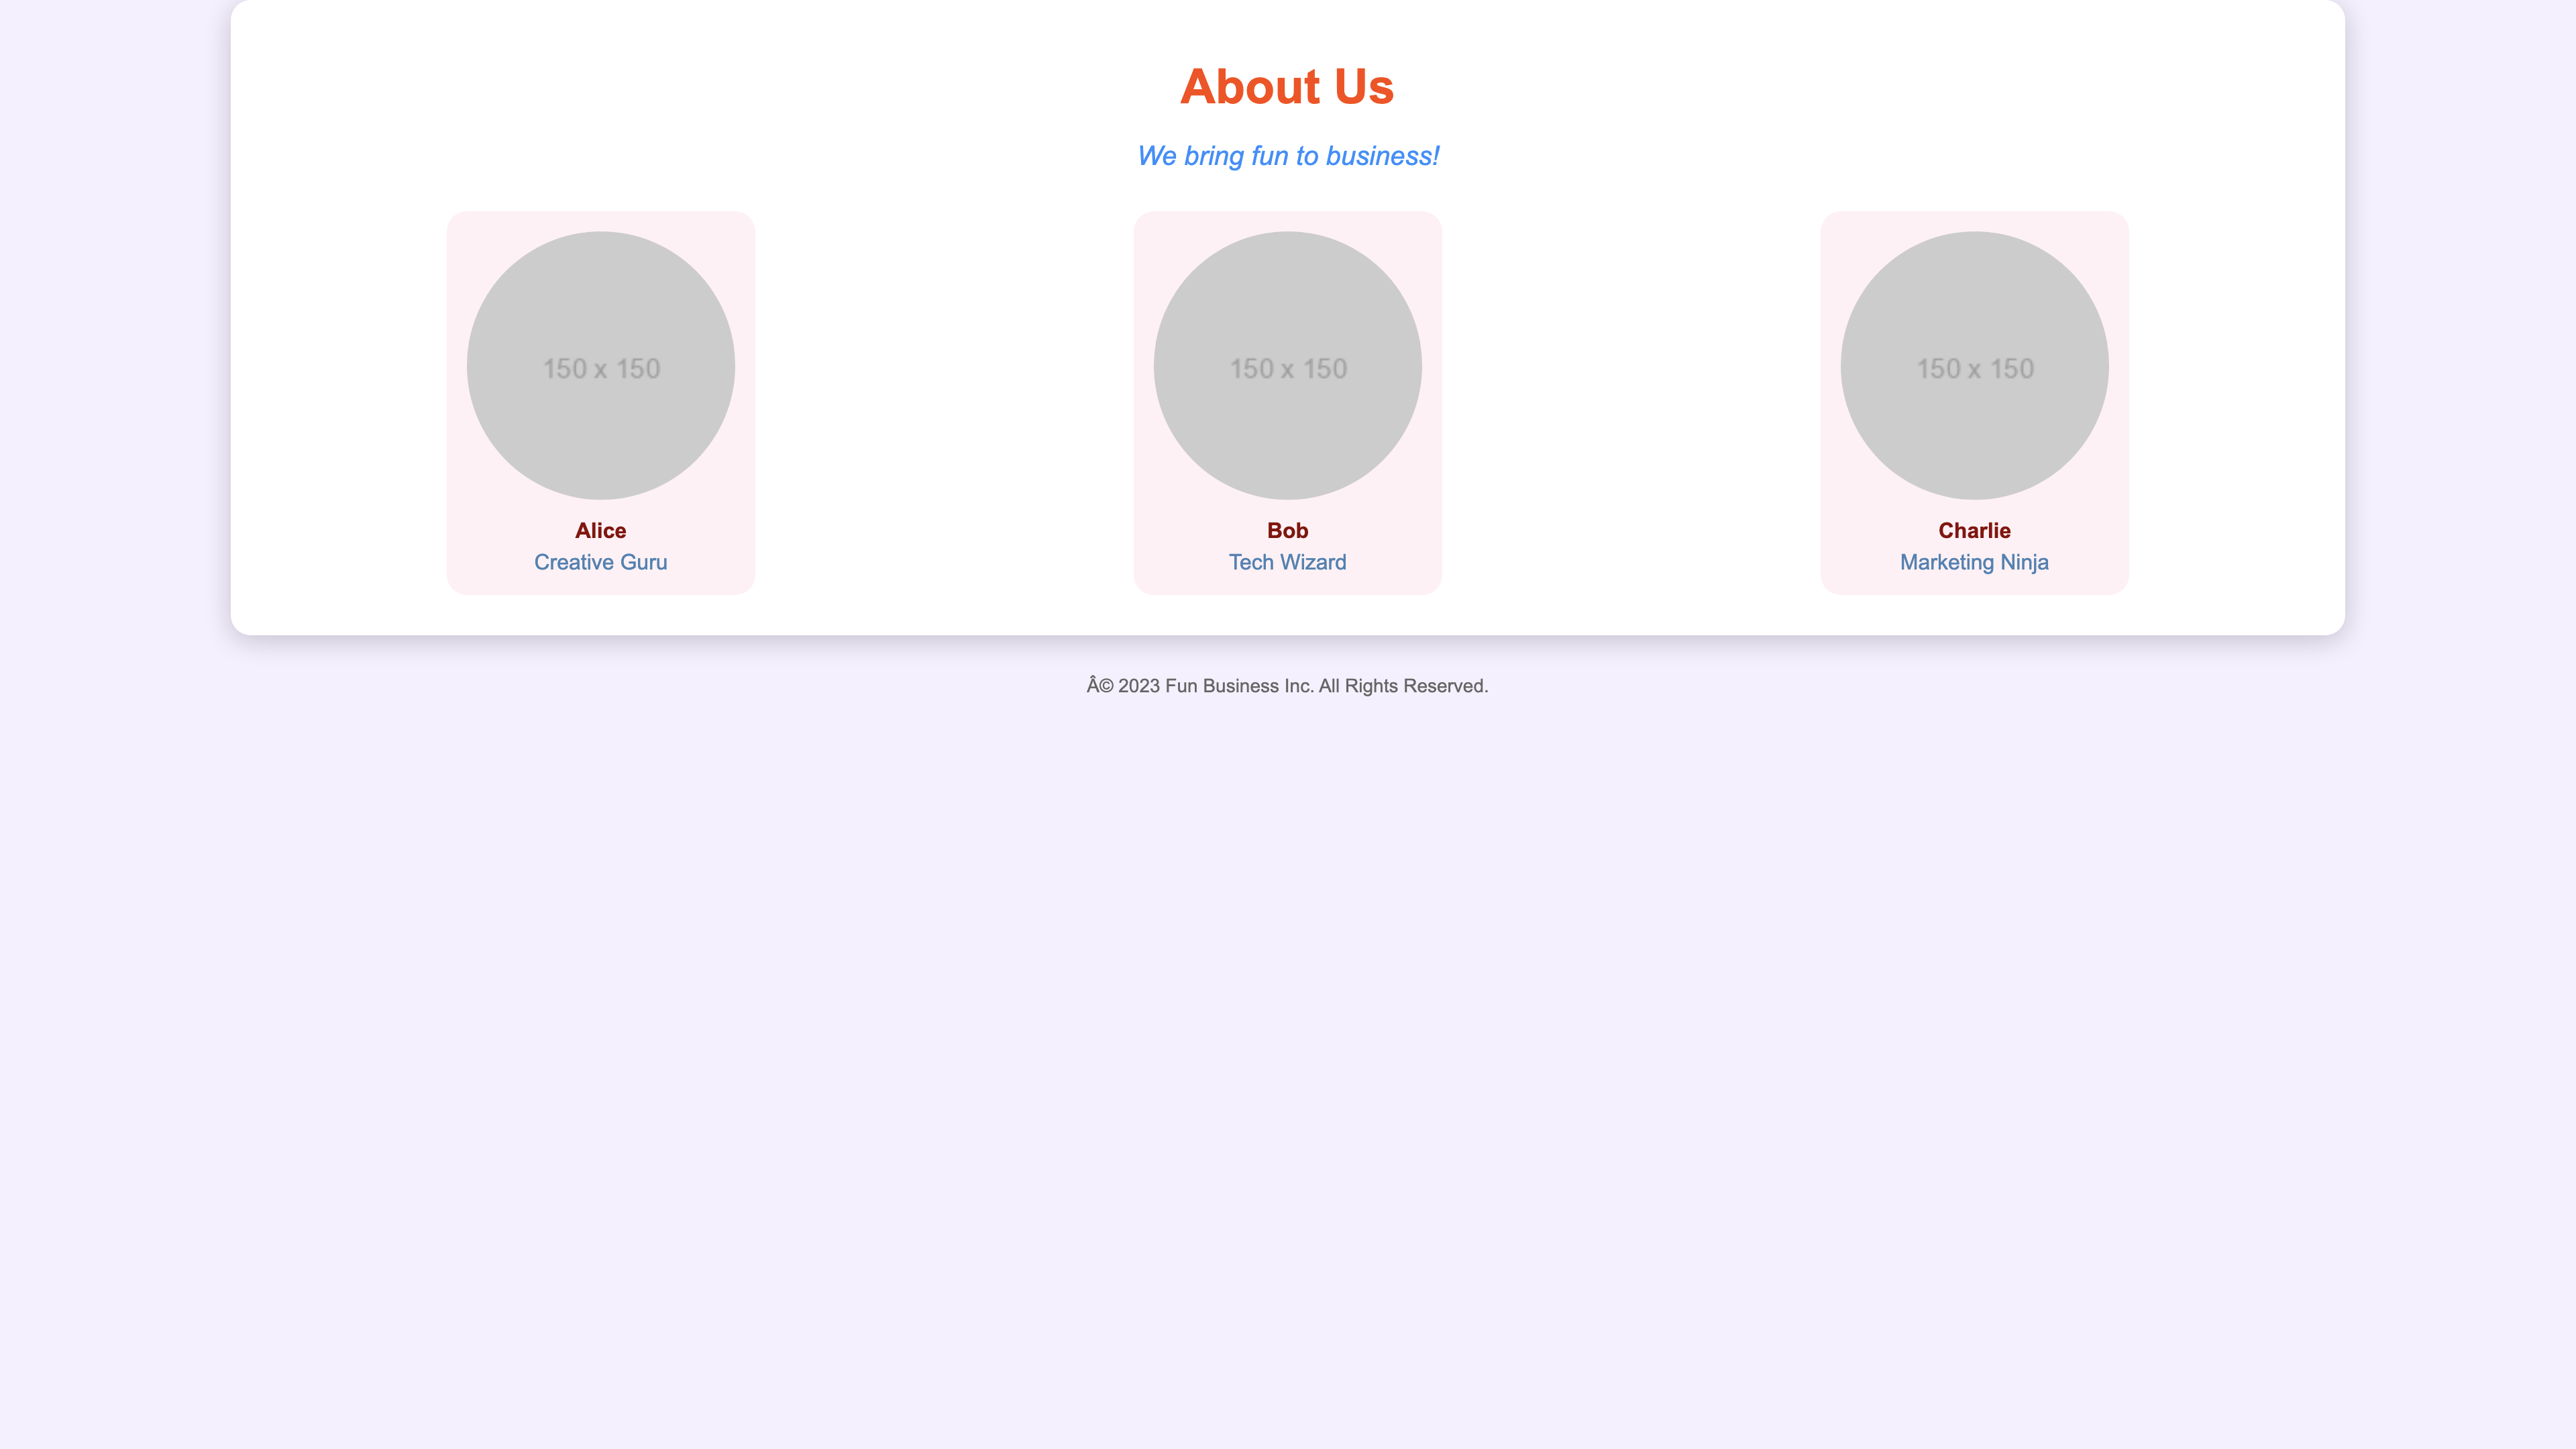 About Us
We bring fun to business!
150 x 150
150 x 150
150 x 150
Alice
Creative Guru
Bob
Tech Wizard
Charlie
Marketing Ninja
Â© 2023 Fun Business Inc. All Rights Reserved.